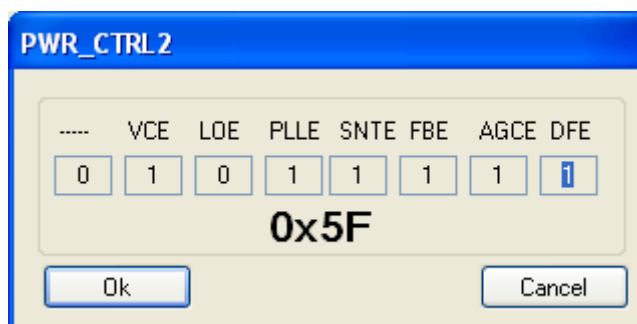 PWR_CTRL2
----- VCE LOE PLLE SNTE FBE AGCE DFE
0 1 0 1 1 1 1 1
0x5F
Ok Cancel